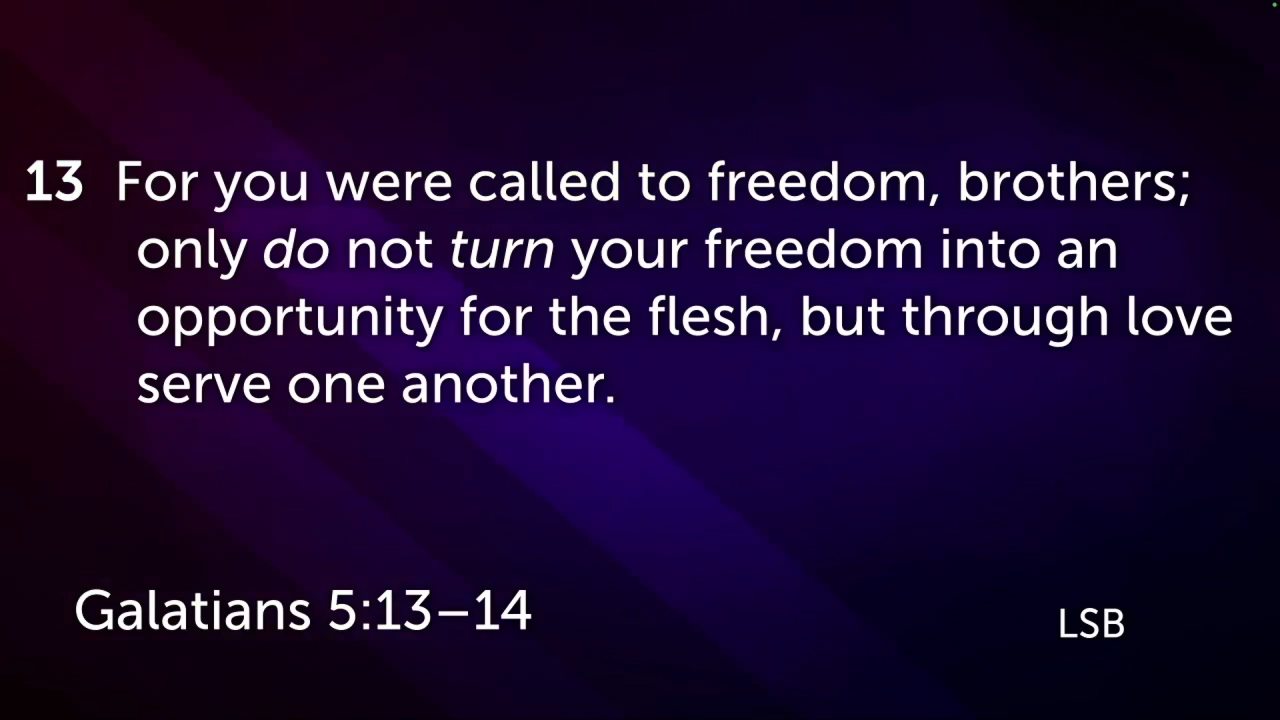 13 For you were called to freedom, brothers;
only do not turn your freedom into an
opportunity for the flesh, but through love
serve one another.
Galatians 5:13–14
LSB